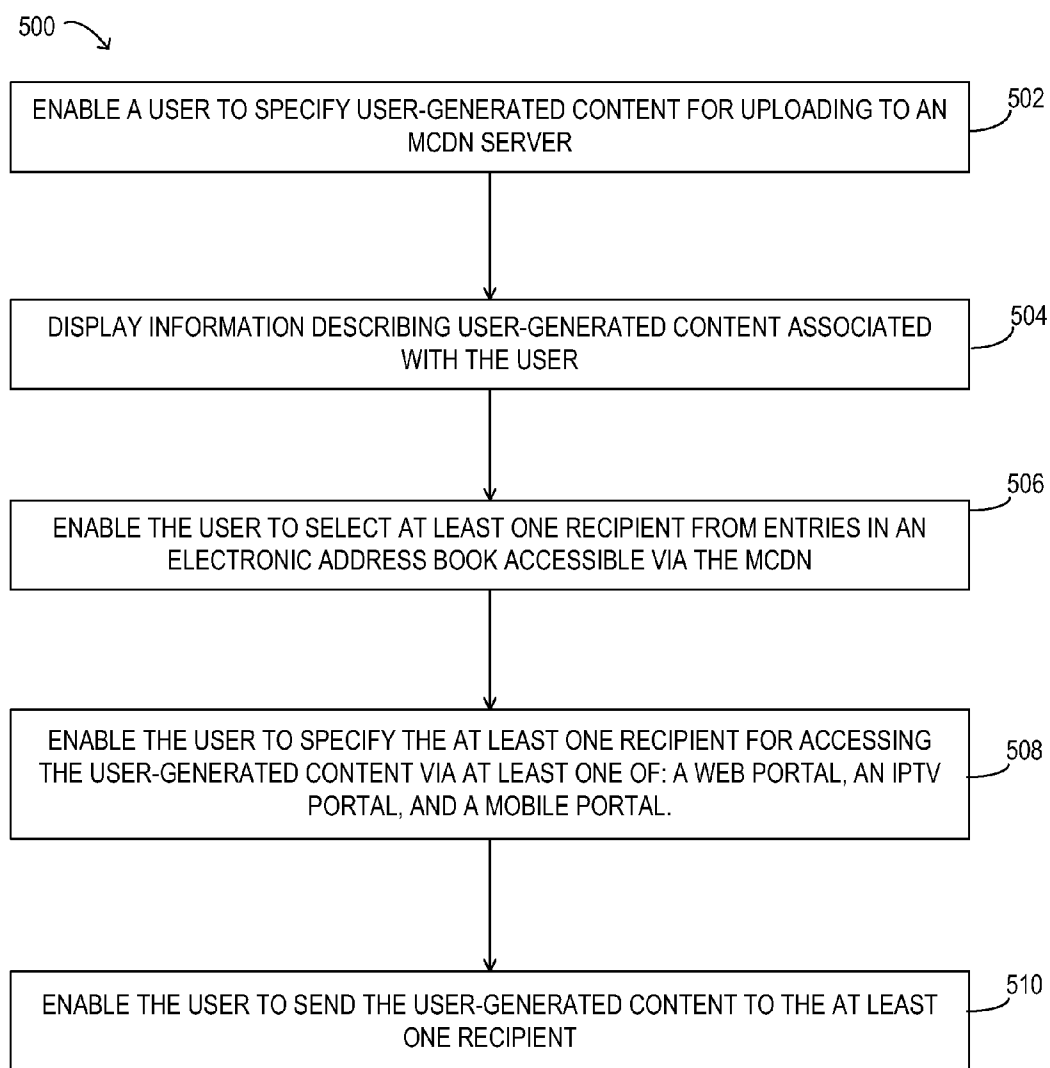 500
ENABLE A USER TO SPECIFY USER-GENERATED CONTENT FOR UPLOADING TO AN
MCDN SERVER
502
DISPLAY INFORMATION DESCRIBING USER-GENERATED CONTENT ASSOCIATED
WITH THE USER
504
ENABLE THE USER TO SELECT AT LEAST ONE RECIPIENT FROM ENTRIES IN AN
ELECTRONIC ADDRESS BOOK ACCESSIBLE VIA THE MCDN
506
ENABLE THE USER TO SPECIFY THE AT LEAST ONE RECIPIENT FOR ACCESSING
THE USER-GENERATED CONTENT VIA AT LEAST ONE OF: A WEB PORTAL, AN IPTV
PORTAL, AND A MOBILE PORTAL.
508
ENABLE THE USER TO SEND THE USER-GENERATED CONTENT TO THE AT LEAST
ONE RECIPIENT
510